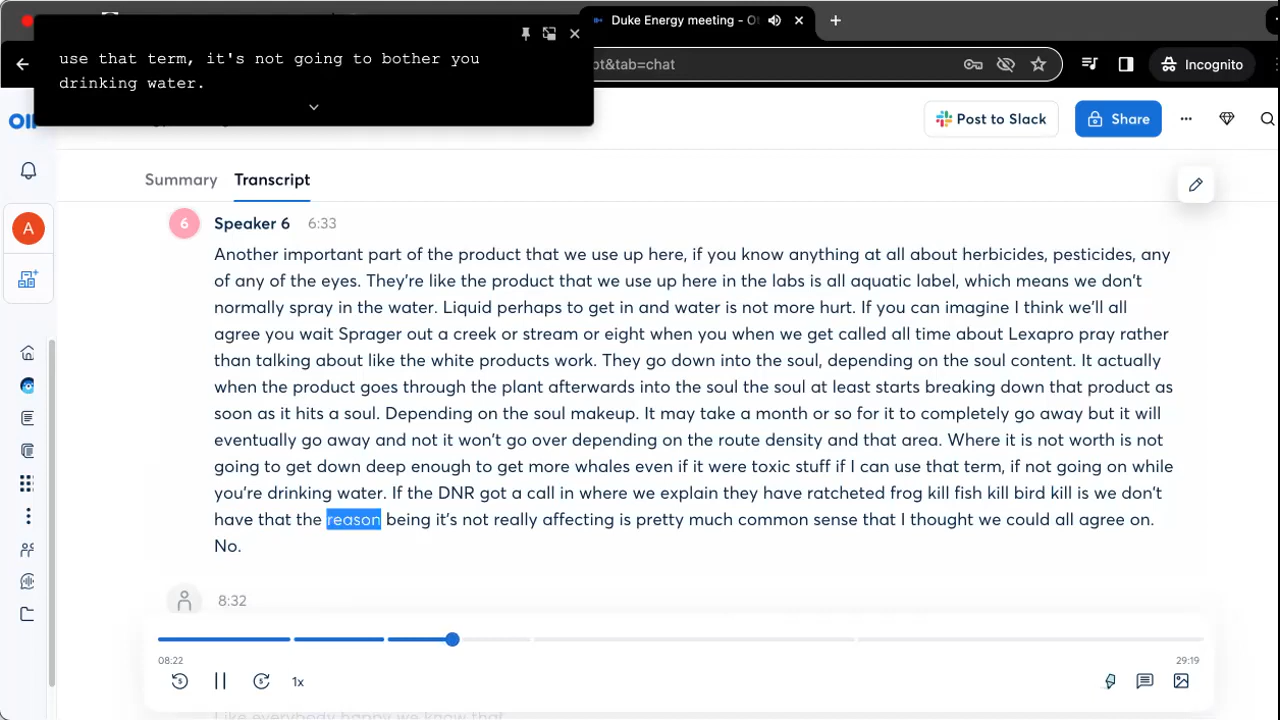 Duke Energy meeting - Ot
use that term, it's not going to bother you
drinking water.
pt&tab=chat
Incognito
Post to Slack
Share
Summary
Transcript
A
6
Speaker 6
6:33
Another important part of the product that we use up here, if you know anything at all about herbicides, pesticides, any
of any of the eyes. They're like the product that we use up here in the labs is all aquatic label, which means we don't
normally spray in the water. Liquid perhaps to get in and water is not more hurt. If you can imagine I think we'll all
agree you wait Sprager out a creek or stream or eight when you when we get called all time about Lexapro pray rather
than talking about like the white products work. They go down into the soul, depending on the soul content. It actually
when the product goes through the plant afterwards into the soul the soul at least starts breaking down that product as
soon as it hits a soul. Depending on the soul makeup. It may take a month or so for it to completely go away but it will
eventually go away and not it won't go over depending on the route density and that area. Where it is not worth is not
going to get down deep enough to get more whales even if it were toxic stuff if I can use that term, if not going on while
you're drinking water. If the DNR got a call in where we explain they have ratcheted frog kill fish kill bird kill is we don't
have that the reason being it's not really affecting is pretty much common sense that I thought we could all agree on.
No.
8:32
08:22
29:19
5
5
1x
Like everybody happy we know that